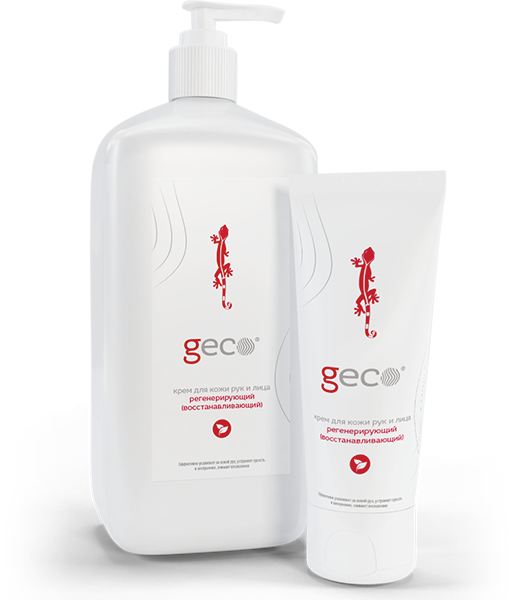 geco®
крем для кожи рук и лица
регенерирующий
(восстанавливающий)
geco®
крем для кожи рук и лица
регенерирующий
(восстанавливающий)